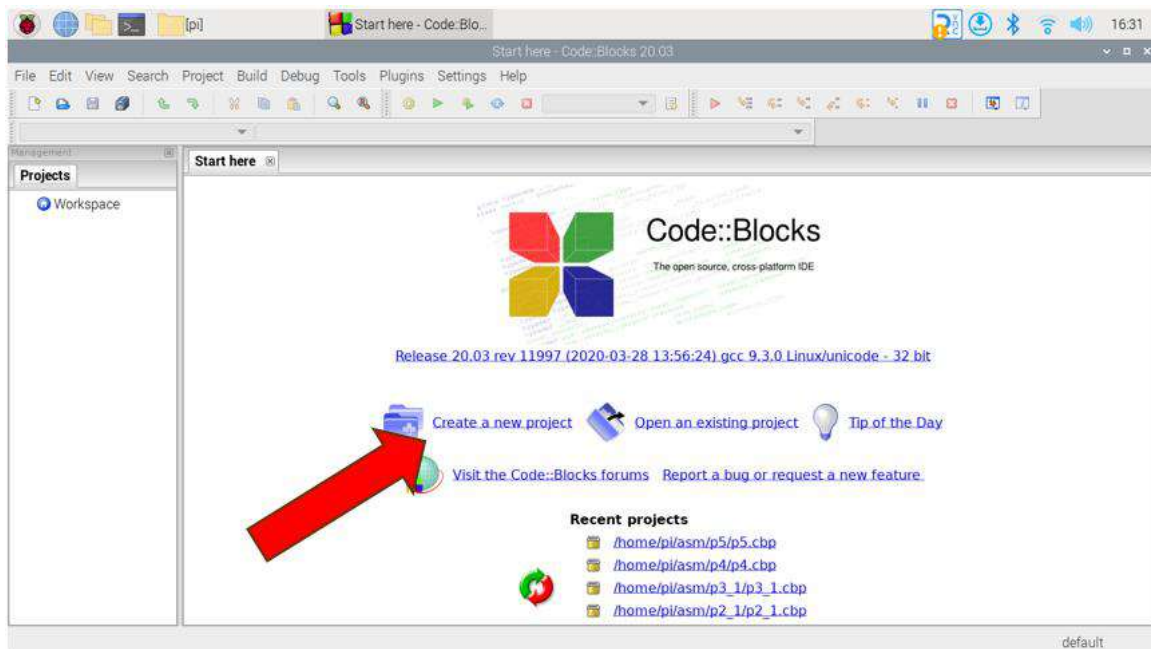 [pi] Start here - Code::Blo... 16:31
Start here - Code::Blocks 20.03
File Edit View Search Project Build Debug Tools Plugins Settings Help
Management
Start here
Projects
Workspace
Code::Blocks
The open source, cross-platform IDE
Release 20.03 rev 11997 (2020-03-28 13:56:24) gcc 9.3.0 Linux/unicode - 32 bit
Create a new project Open an existing project Tip of the Day
Visit the Code::Blocks forums Report a bug or request a new feature
Recent projects
/home/pi/asm/p5/p5.cbp
/home/pi/asm/p4/p4.cbp
/home/pi/asm/p3_1/p3_1.cbp
/home/pi/asm/p2_1/p2_1.cbp
default